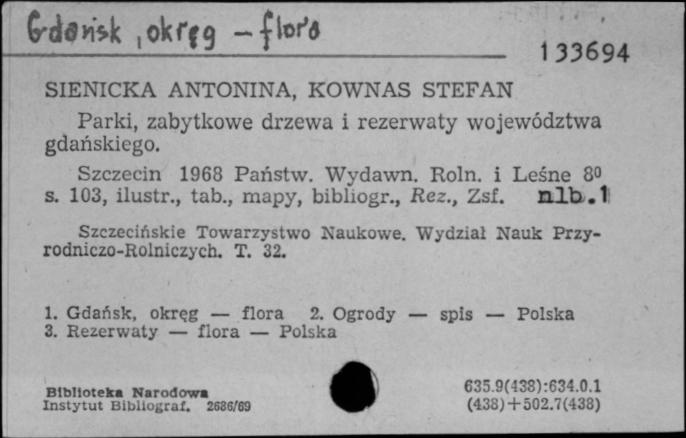 Gdańsk, okręg – flora
133694
SIENICKA ANTONINA, KOWNAS STEFAN
Parki, zabytkowe drzewa i rezerwaty województwa
gdańskiego.
Szczecin 1968 Państw. Wydawn. Roln. i Leśne 8⁰
s. 103, ilustr., tab., mapy, bibliogr., Rez., Zsf. nlb.1
Szczecińskie Towarzystwo Naukowe. Wydział Nauk Przy-
rodniczo-Rolniczych. T. 32.
1. Gdańsk, okręg — flora 2. Ogrody — spis — Polska
3. Rezerwaty — flora — Polska
Biblioteka Narodowa
Instytut Bibliograf. 2686/69
635.9(438):634.0.1
(438)+502.7(438)